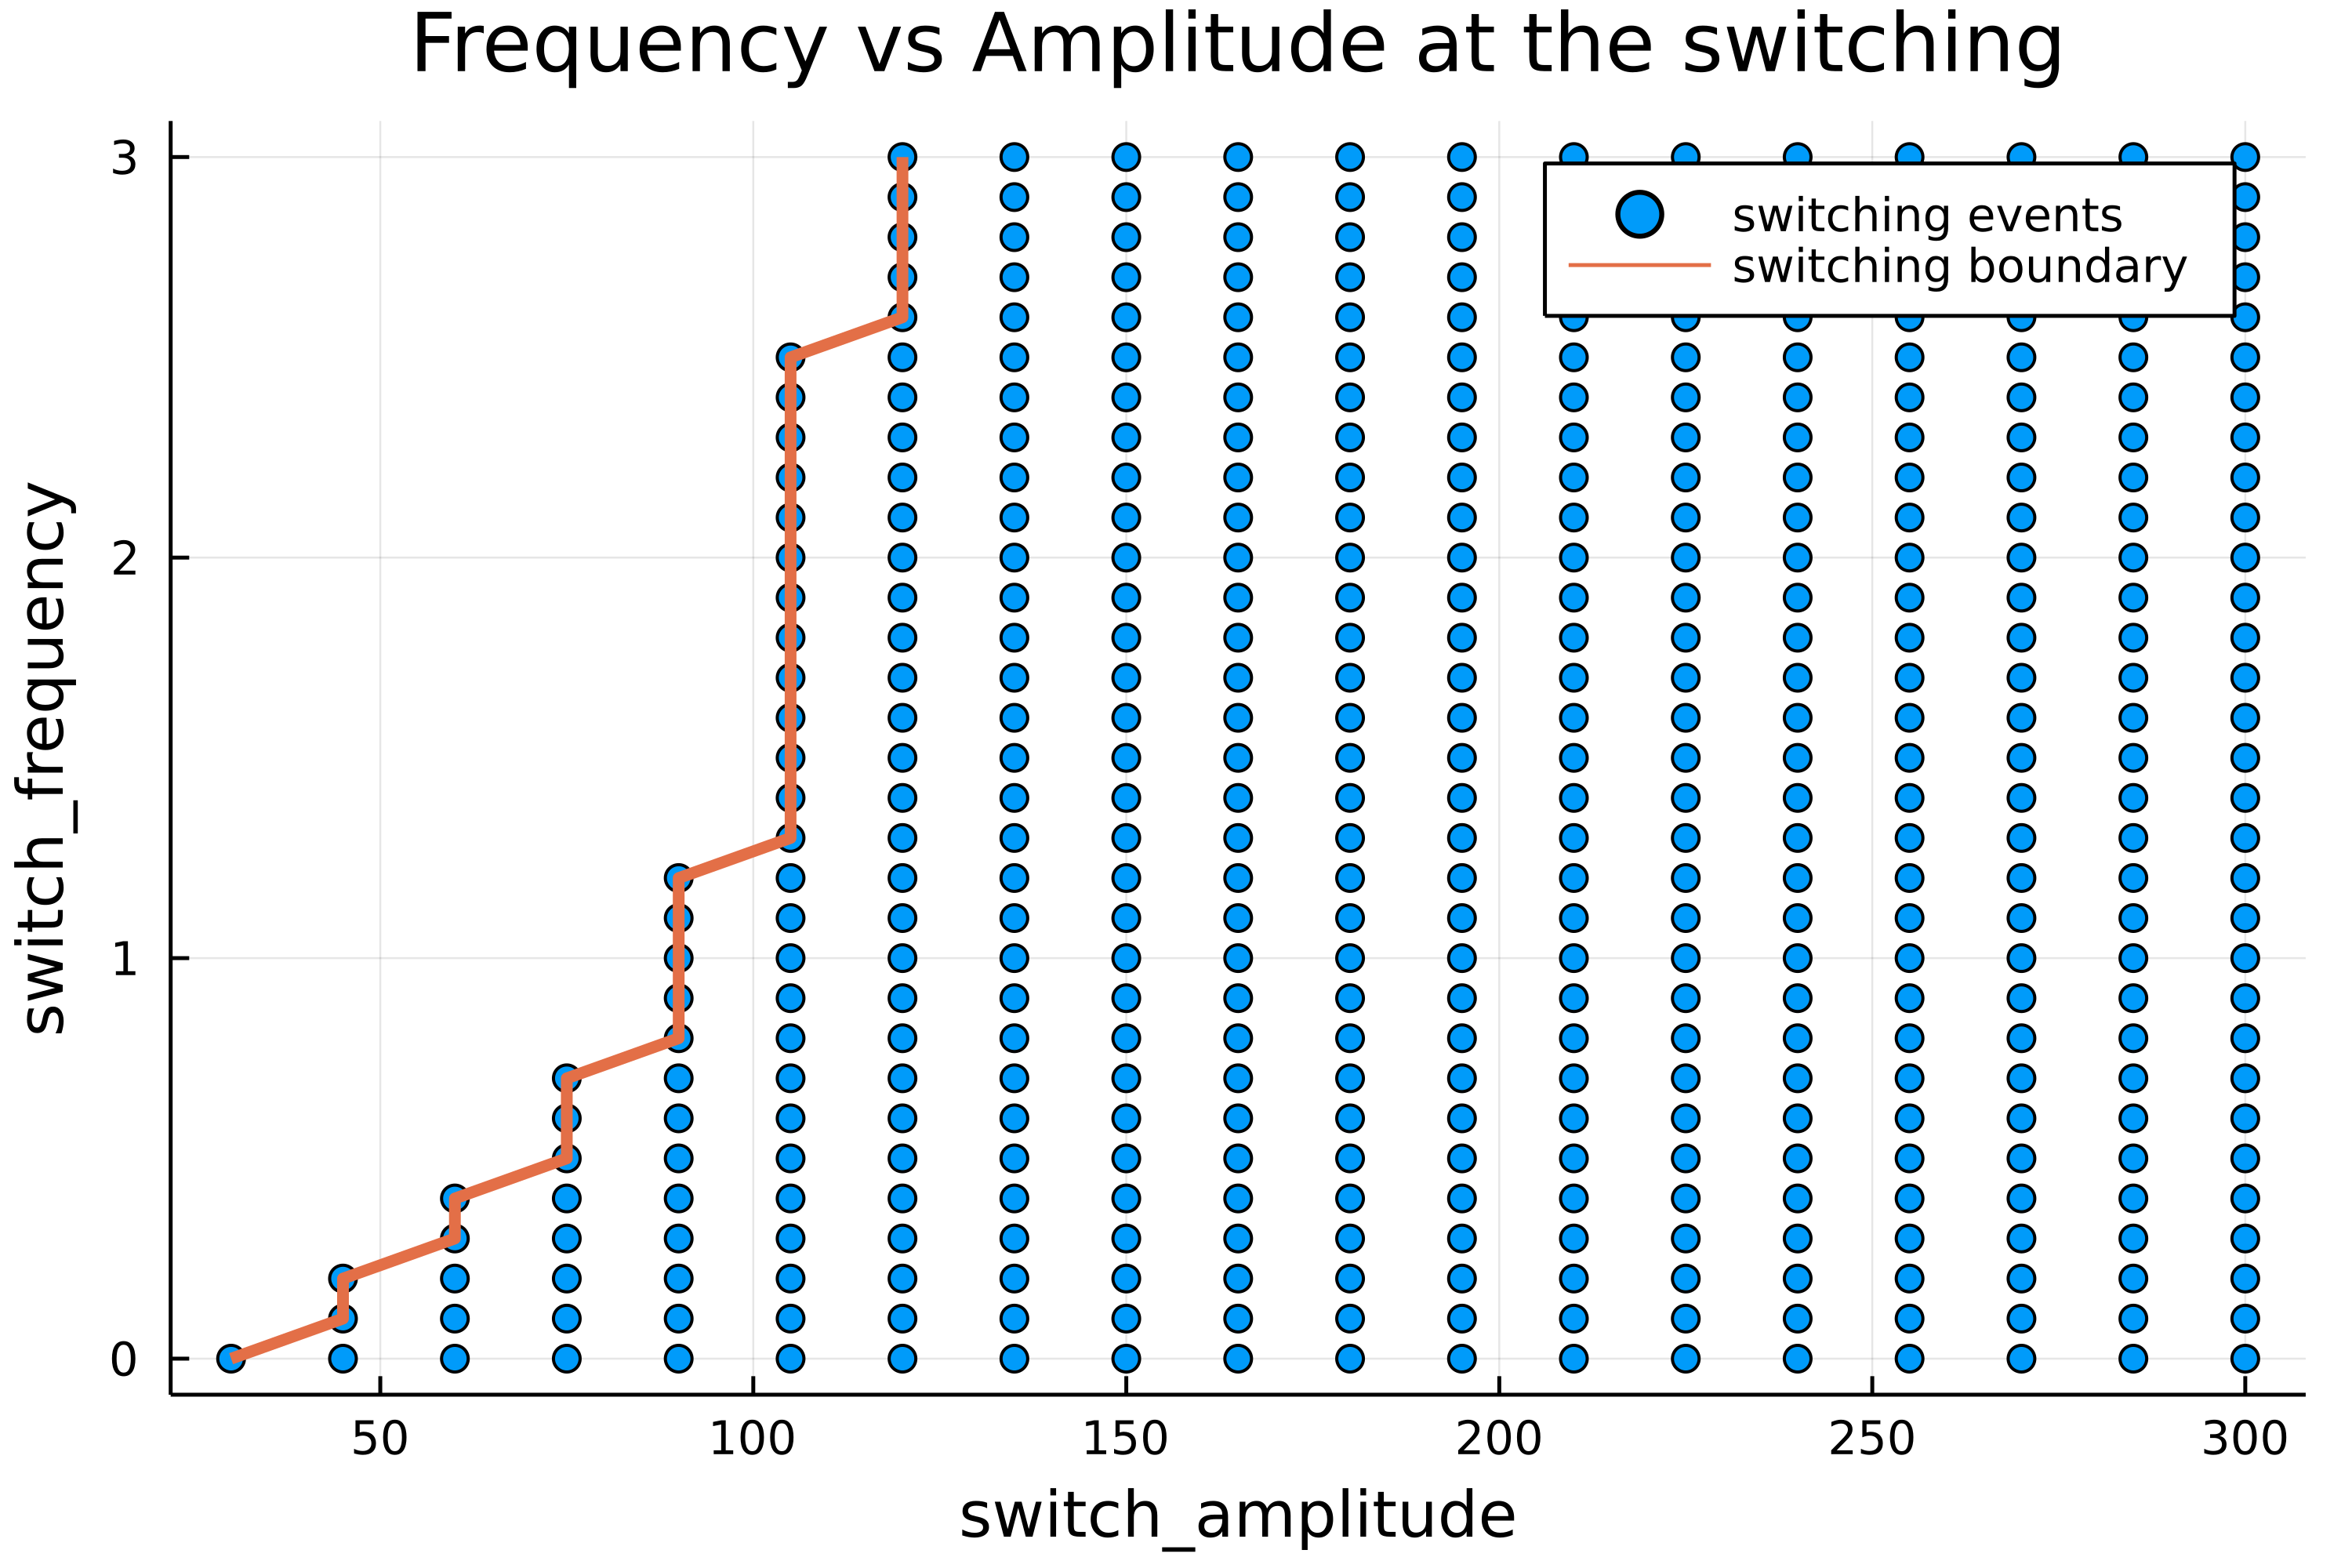 Frequency vs Amplitude at the switching
switching events
switching boundary
switch_frequency
3
2
1
0
50 100 150 200 250 300
switch_amplitude